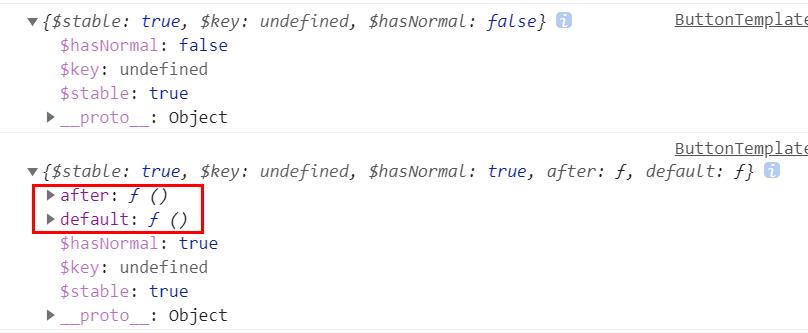 ▼{$stable: true, $key: undefined, $hasNormal: false} i ButtonTemplate
$hasNormal: false
$key: undefined
$stable: true
▶__proto__: Object
ButtonTemplate
▼{$stable: true, $key: undefined, $hasNormal: true, after: ƒ, default: ƒ} i
▶after: ƒ ()
▶default: ƒ ()
$hasNormal: true
$key: undefined
$stable: true
▶__proto__: Object